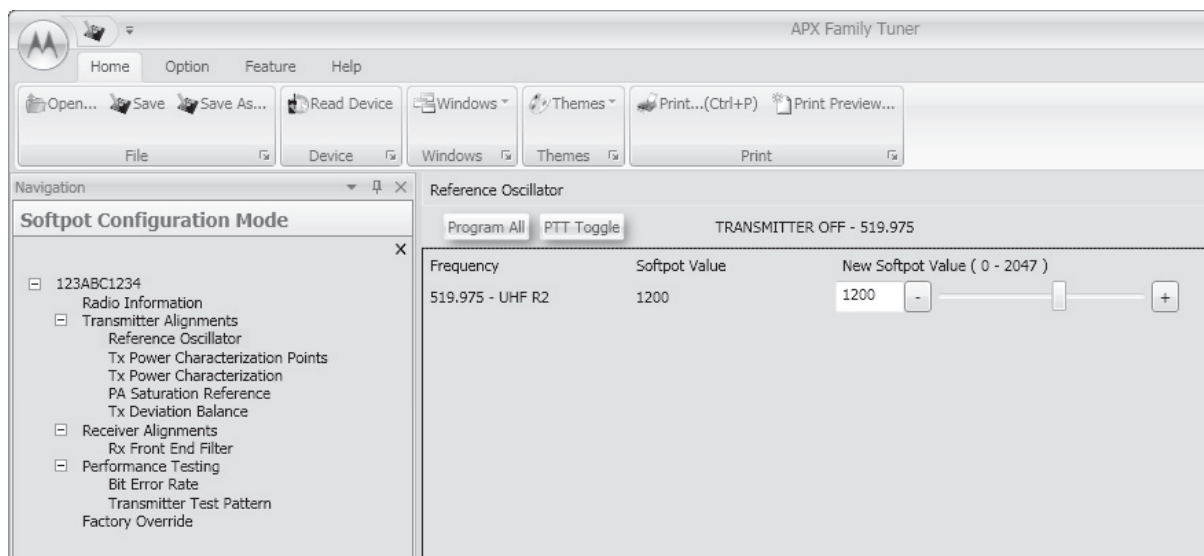 APX Family Tuner
Home Option Feature Help
Open... Save Save As... Read Device Windows Themes Print...(Ctrl+P) Print Preview...
File Device Windows Themes Print
Navigation
Softpot Configuration Mode
X
123ABC1234
Radio Information
Transmitter Alignments
Reference Oscillator
Tx Power Characterization Points
Tx Power Characterization
PA Saturation Reference
Tx Deviation Balance
Receiver Alignments
Rx Front End Filter
Performance Testing
Bit Error Rate
Transmitter Test Pattern
Factory Override
Reference Oscillator
Program All PTT Toggle TRANSMITTER OFF - 519.975
Frequency Softpot Value New Softpot Value ( 0 - 2047 )
519.975 - UHF R2 1200 1200 - +